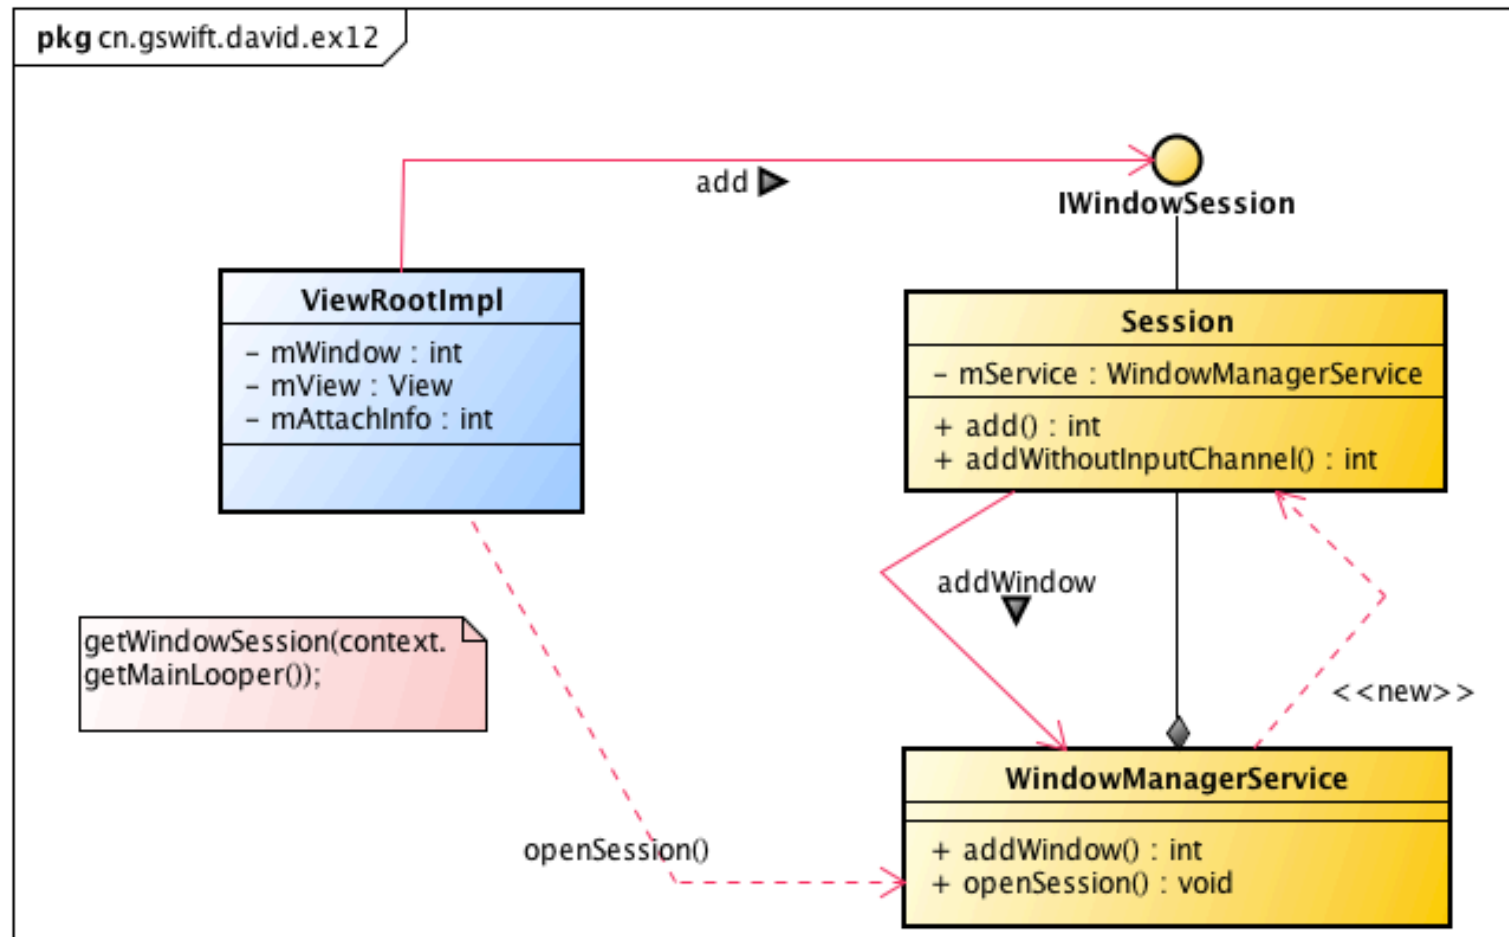 pkg cn.gswift.david.ex12
add
IWindowSession
ViewRootImpl
- mWindow : int
- mView : View
- mAttachInfo : int
Session
- mService : WindowManagerService
+ add() : int
+ addWithoutInputChannel() : int
addWindow
getWindowSession(context.
getMainLooper());
<<new>>
openSession()
WindowManagerService
+ addWindow() : int
+ openSession() : void